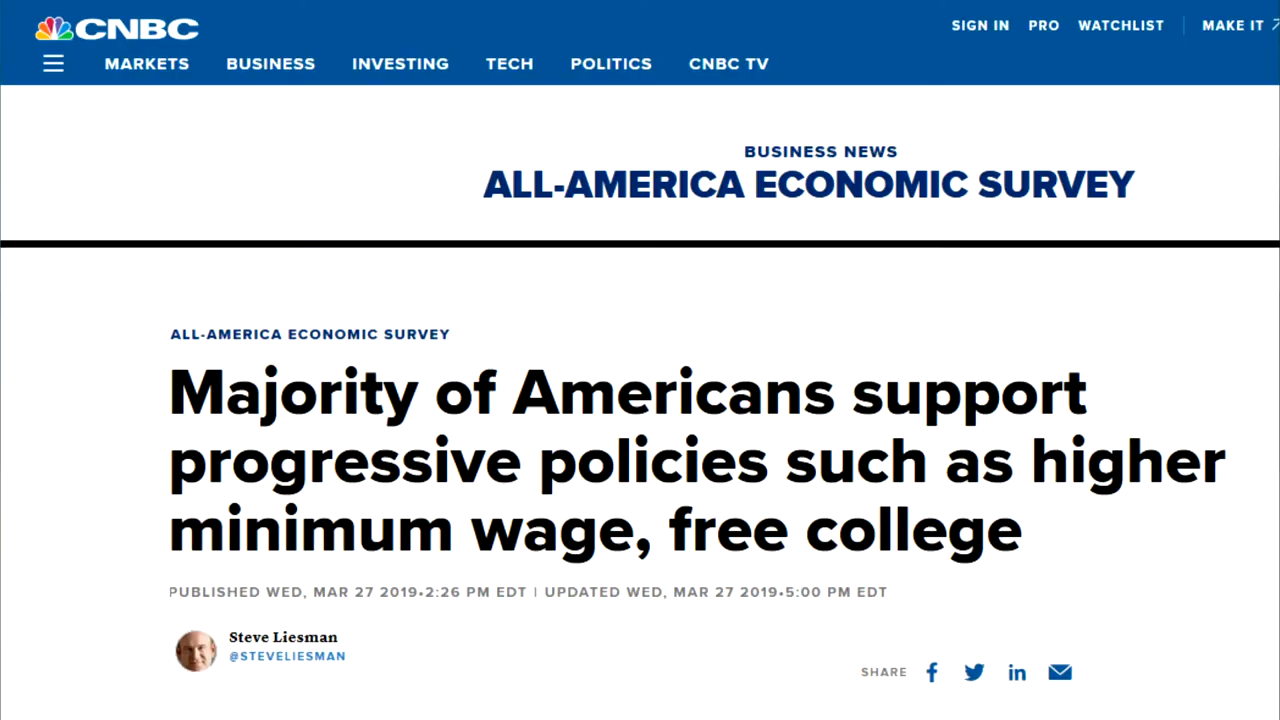 CNBC
SIGN IN PRO WATCHLIST MAKE IT
MARKETS BUSINESS INVESTING TECH POLITICS CNBC TV
BUSINESS NEWS
ALL-AMERICA ECONOMIC SURVEY
ALL-AMERICA ECONOMIC SURVEY
Majority of Americans support
progressive policies such as higher
minimum wage, free college
PUBLISHED WED, MAR 27 2019•2:26 PM EDT | UPDATED WED, MAR 27 2019•5:00 PM EDT
Steve Liesman
@STEVELIESMAN
SHARE